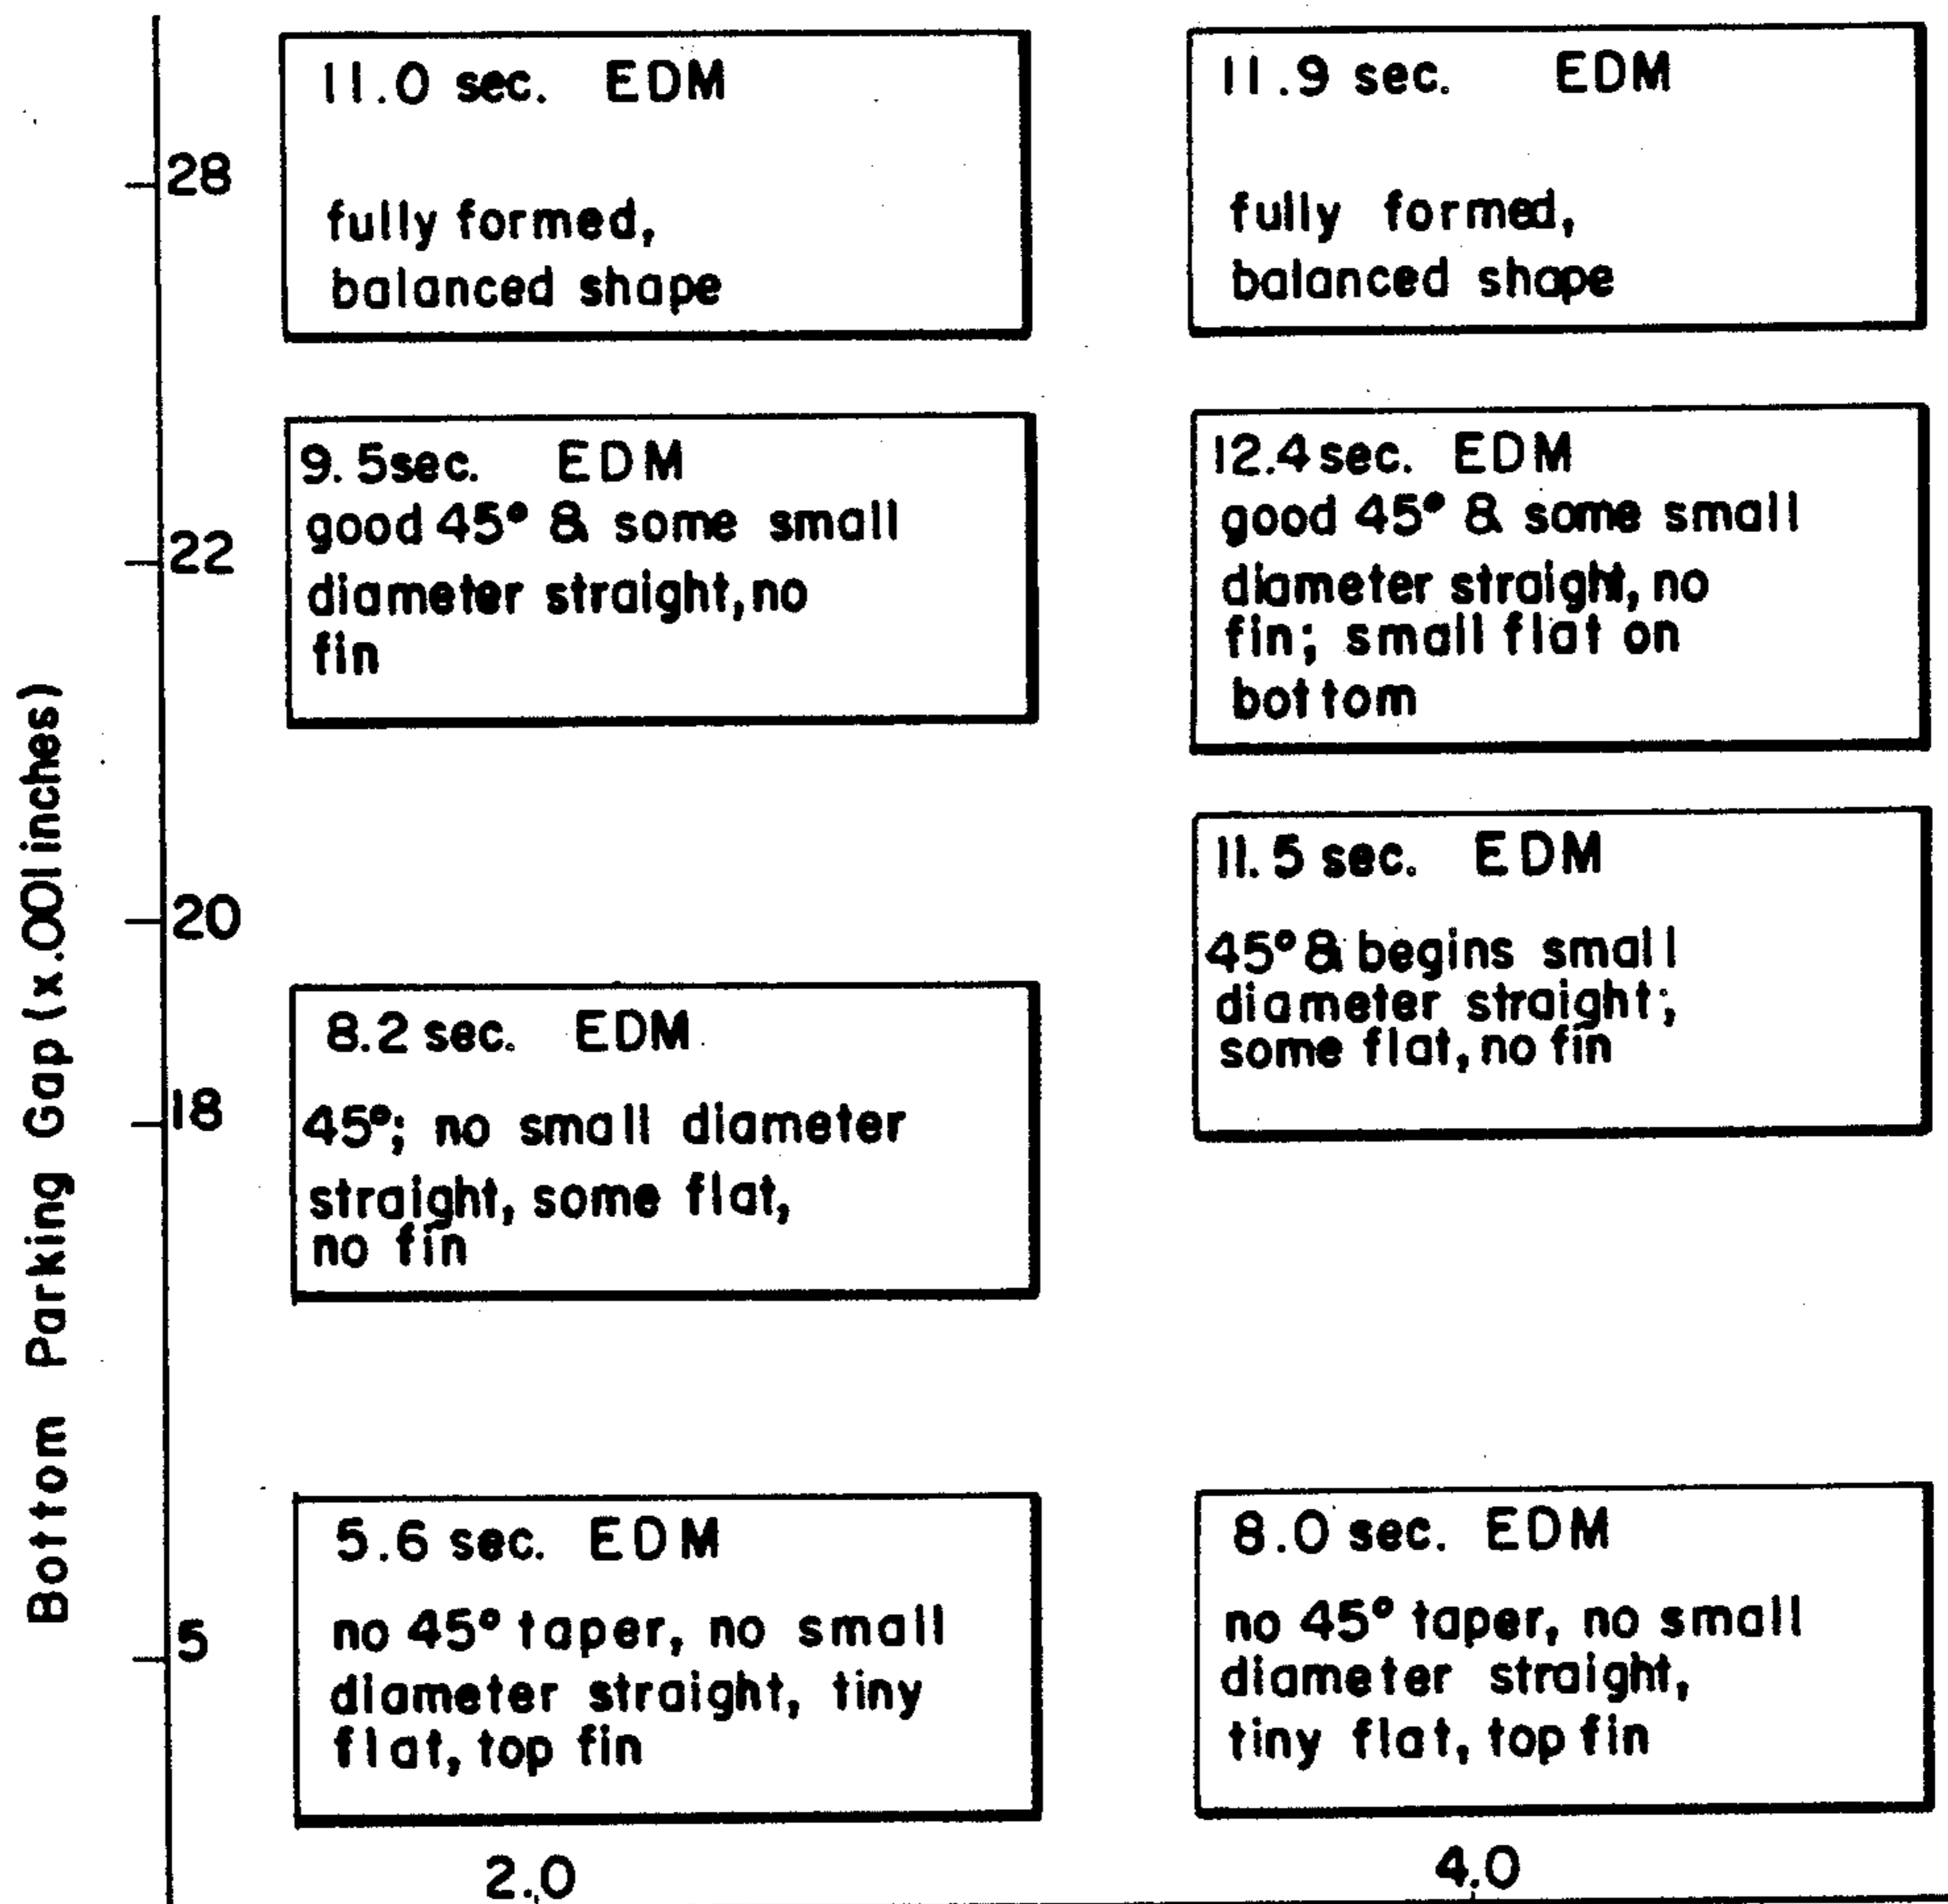 Bottom Parking Gap (x.001 inches)
28
11.0 sec. EDM
fully formed,
balanced shape
11.9 sec. EDM
fully formed,
balanced shape
22
9.5sec. EDM
good 45° & some small
diameter straight, no
fin
12.4 sec. EDM
good 45° & some small
diameter straight, no
fin; small flat on
bottom
20
11.5 sec. EDM
45° & begins small
diameter straight;
some flat, no fin
18
8.2 sec. EDM
45°; no small diameter
straight, some flat,
no fin
5
5.6 sec. EDM
no 45° taper, no small
diameter straight, tiny
flat, top fin
8.0 sec. EDM
no 45° taper, no small
diameter straight,
tiny flat, top fin
2.0
4.0